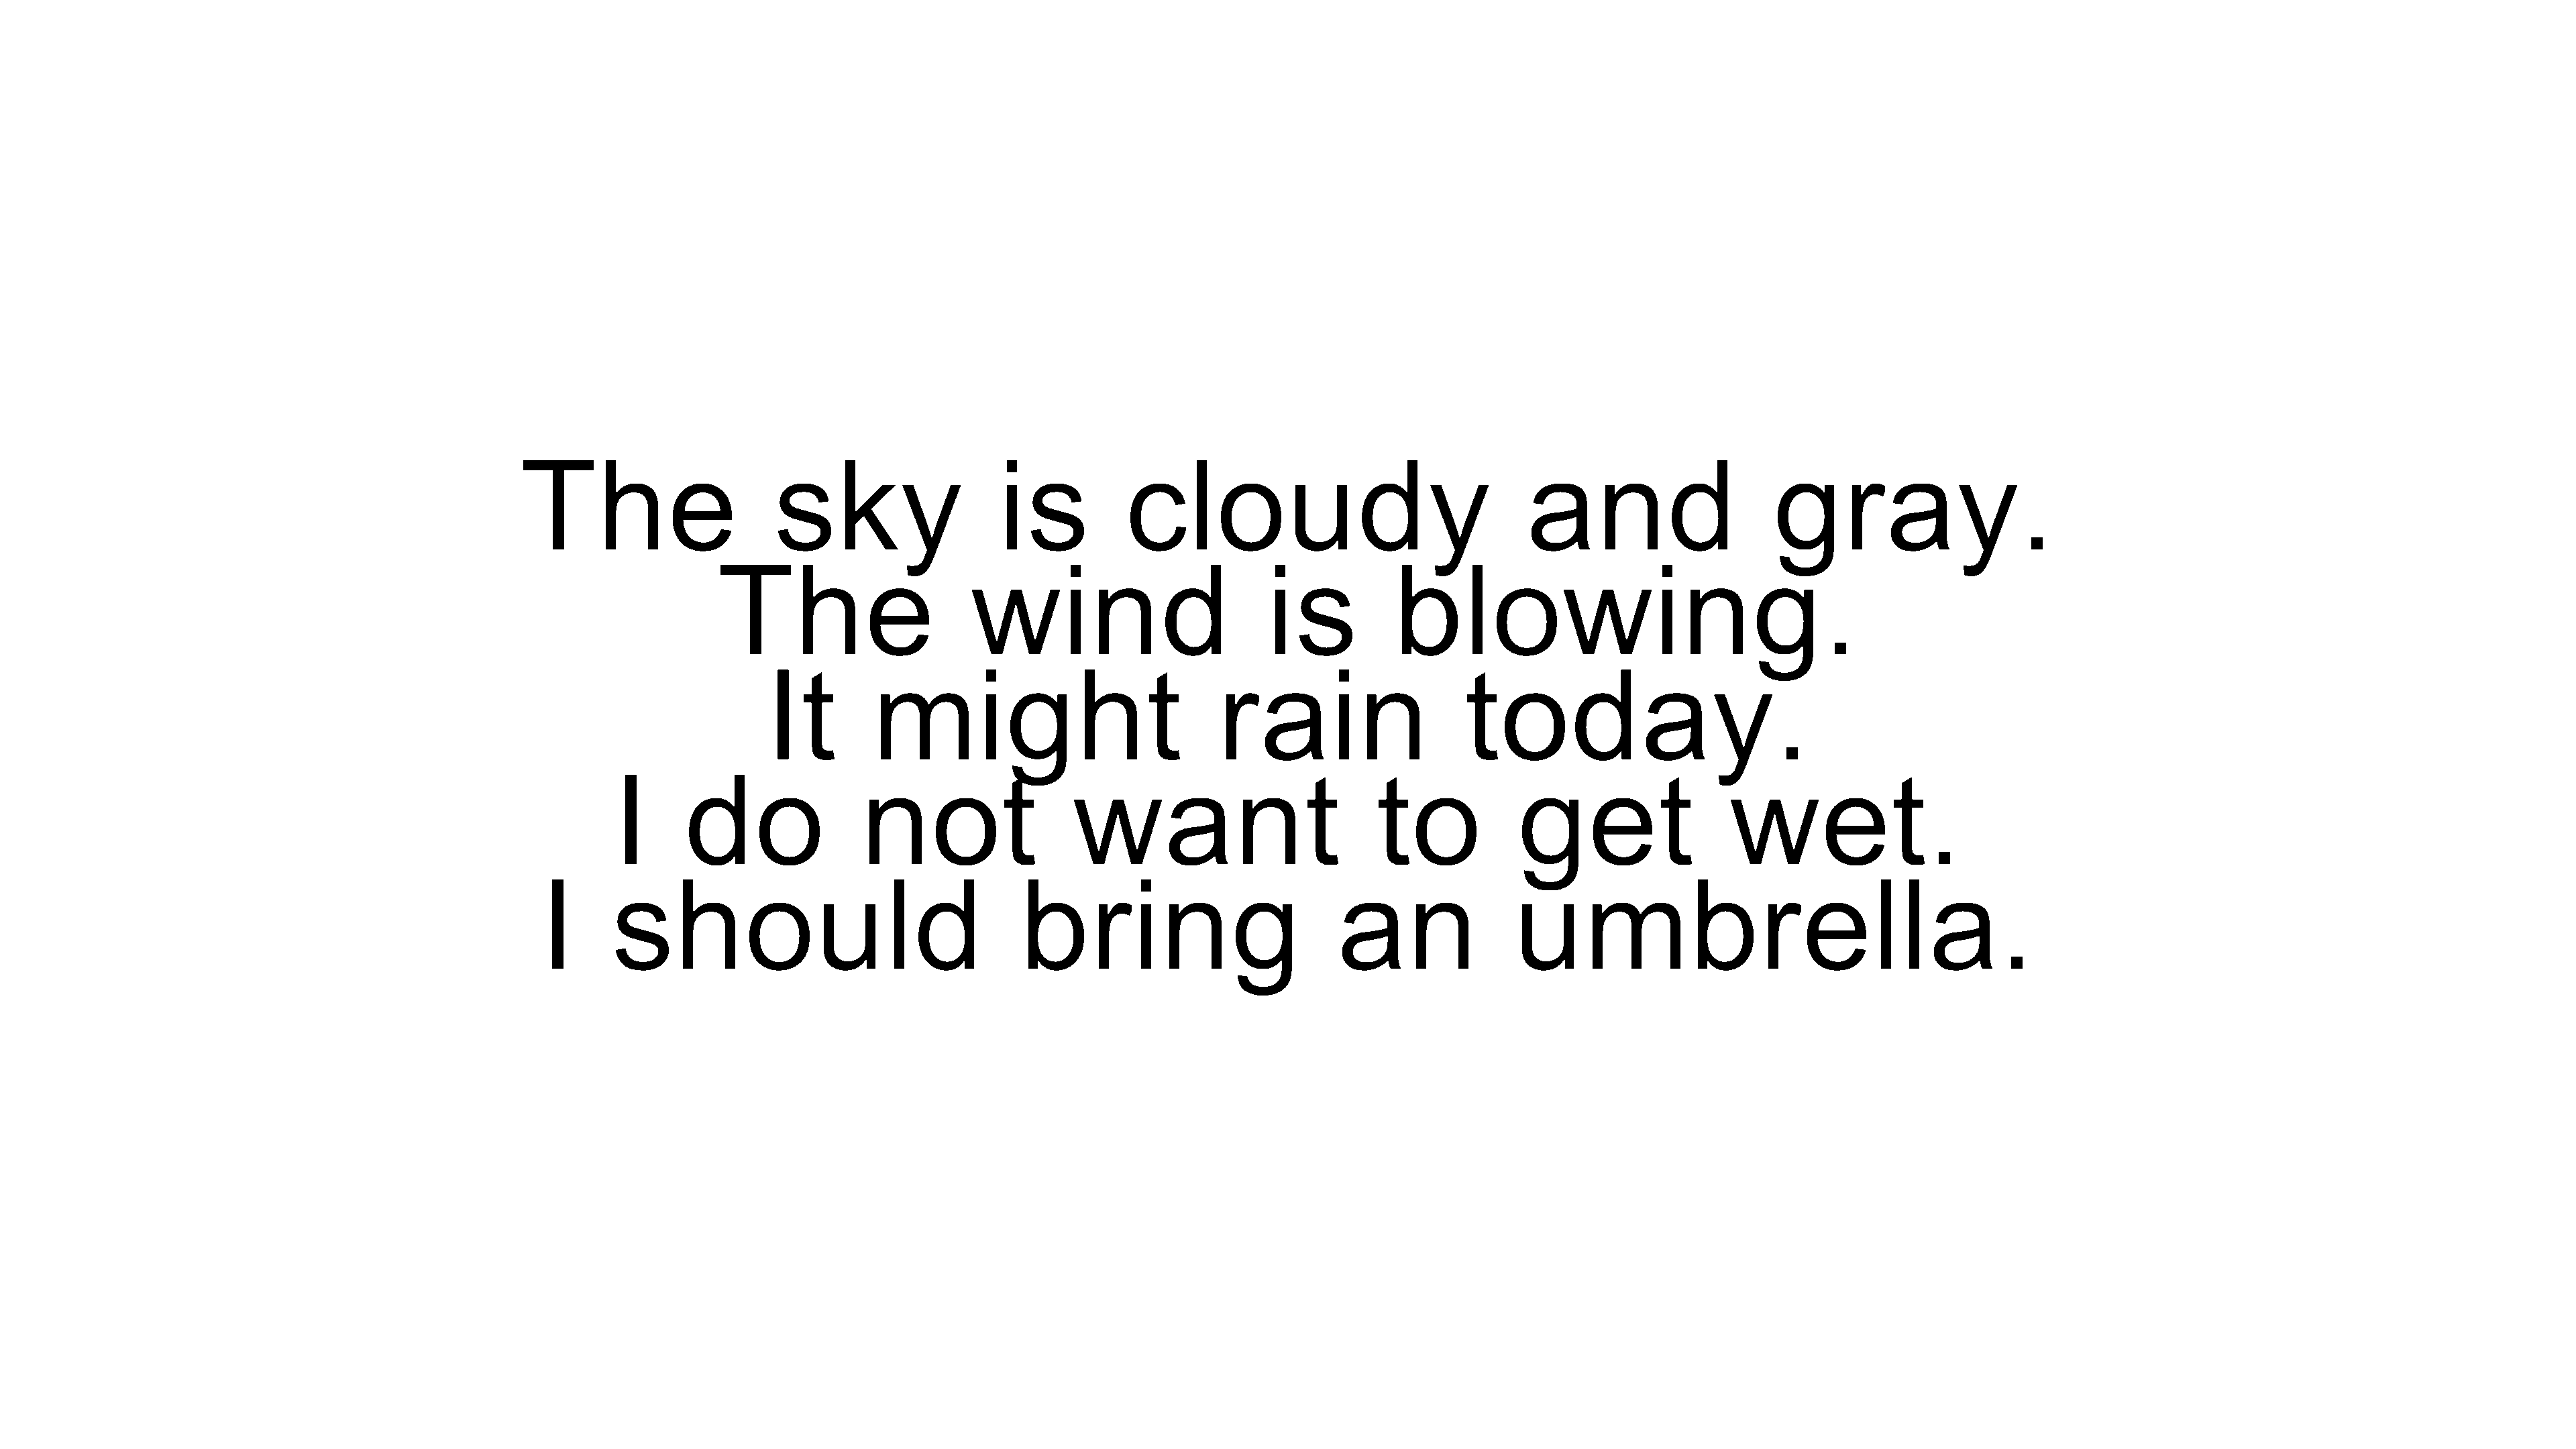 The sky is cloudy and gray.
The wind is blowing.
It might rain today.
I do not want to get wet.
I should bring an umbrella.